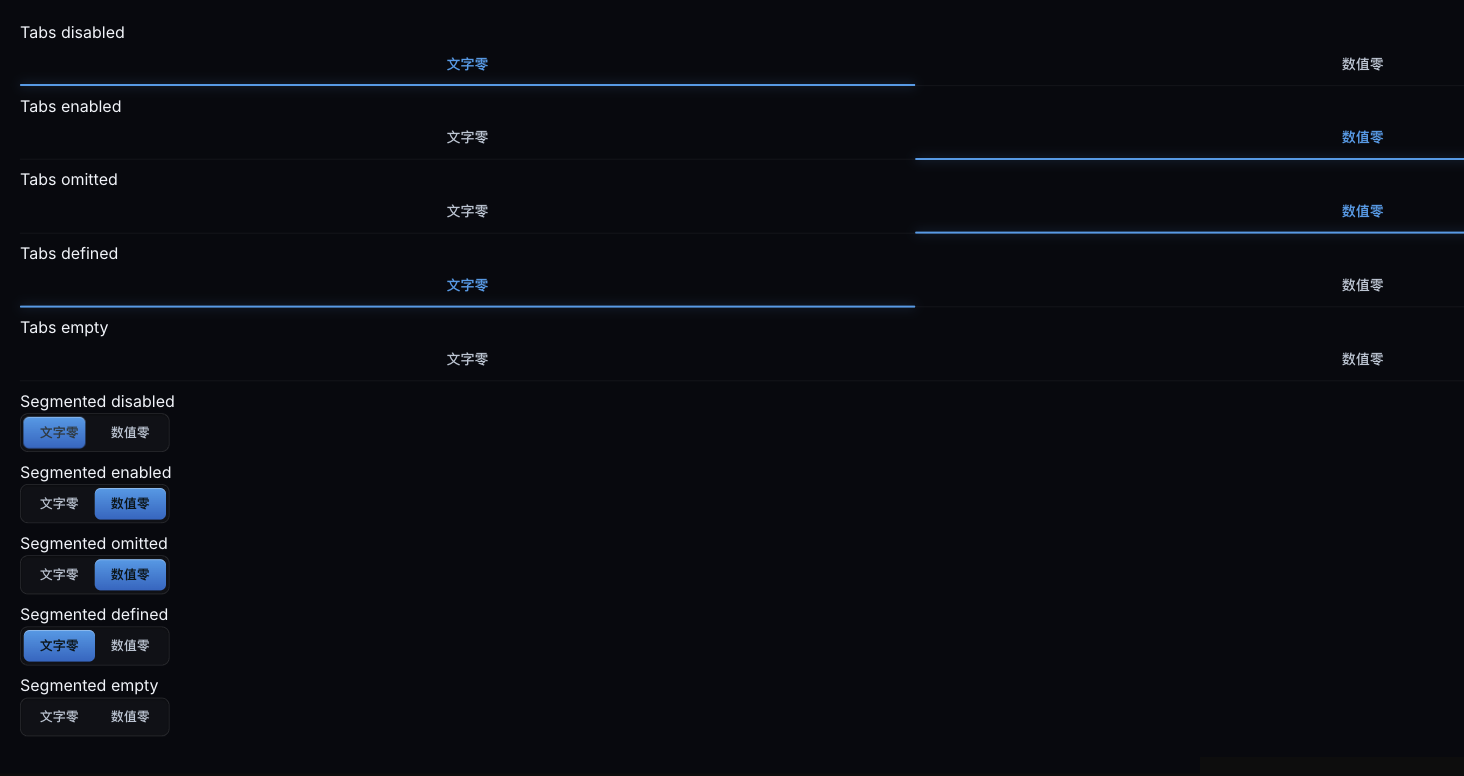 Tabs disabled
文字零 数值零
Tabs enabled
文字零 数值零
Tabs omitted
文字零 数值零
Tabs defined
文字零 数值零
Tabs empty
文字零 数值零
Segmented disabled
文字零 数值零
Segmented enabled
文字零 数值零
Segmented omitted
文字零 数值零
Segmented defined
文字零 数值零
Segmented empty
文字零 数值零